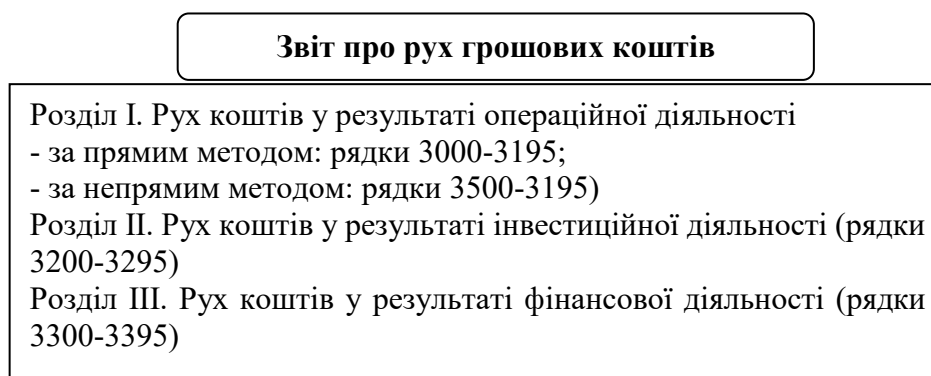 Звіт про рух грошових коштів
Розділ І. Рух коштів у результаті операційної діяльності
- за прямим методом: рядки 3000-3195;
- за непрямим методом: рядки 3500-3195)
Розділ ІІ. Рух коштів у результаті інвестиційної діяльності (рядки
3200-3295)
Розділ ІІІ. Рух коштів у результаті фінансової діяльності (рядки
3300-3395)